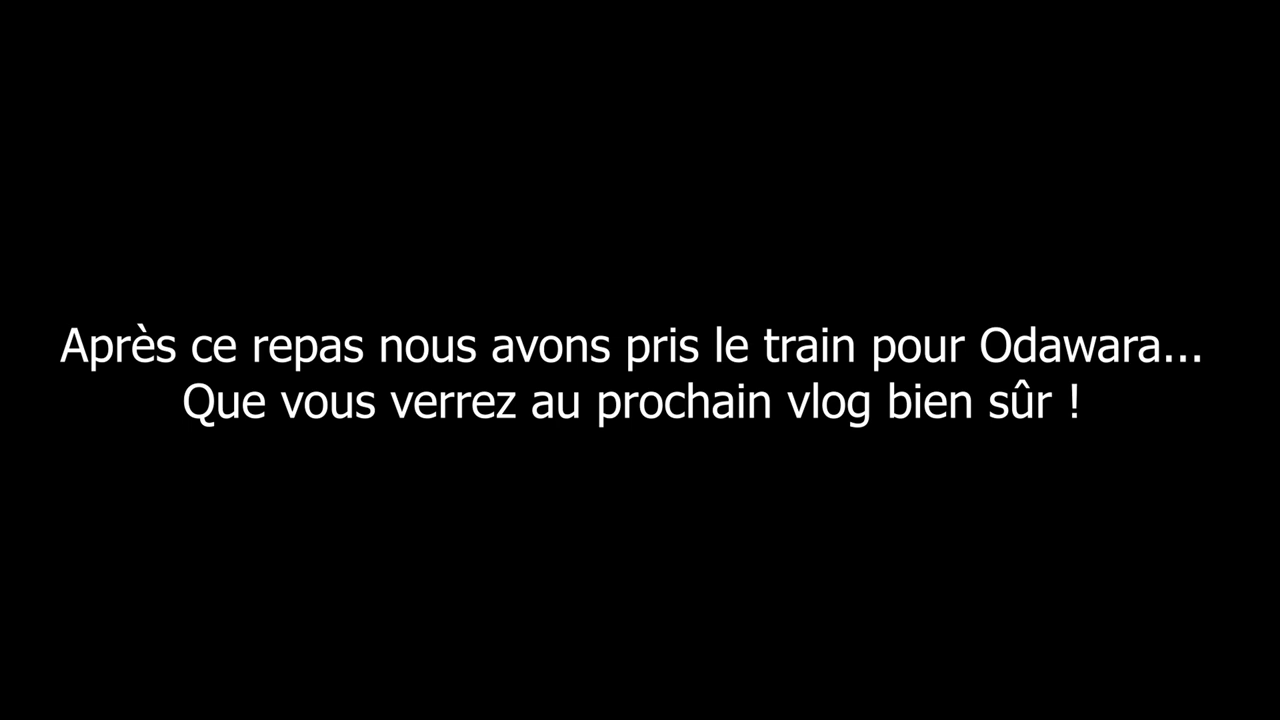 Après ce repas nous avons pris le train pour Odawara...
Que vous verrez au prochain vlog bien sûr !